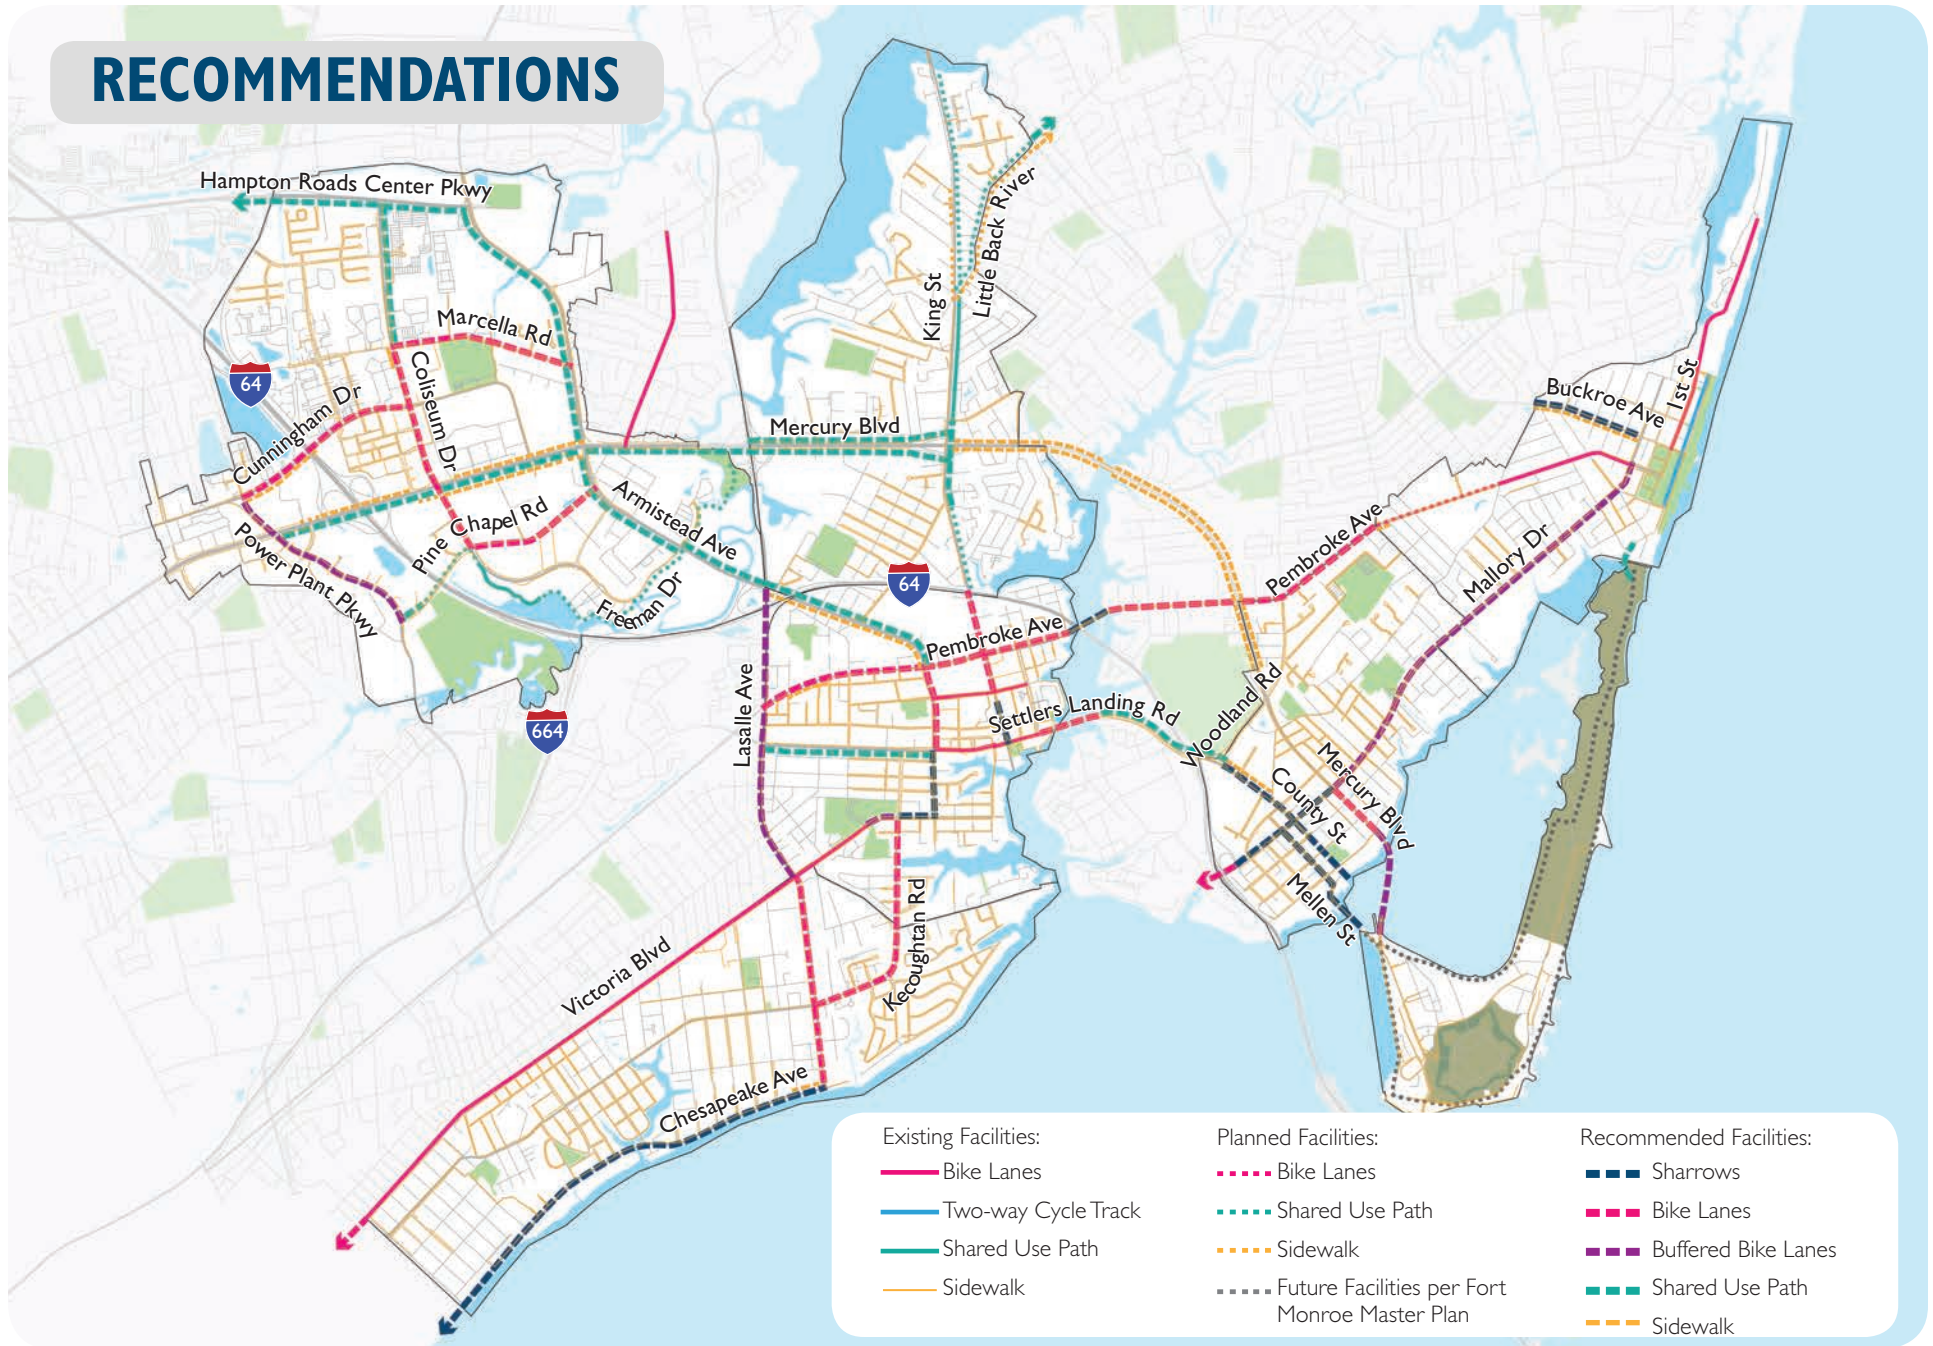 RECOMMENDATIONS
Hampton Roads Center Pkwy
Marcella Rd
Coliseum Dr
64
Cunningham Dr
Power Plant Pkwy
Pine Chapel Rd
Freeman Dr
Armistead Ave
664
King St
Little Back River
Mercury Blvd
64
Pembroke Ave
Lasalle Ave
Settlers Landing Rd
Woodland Rd
Pembroke Ave
Buckroe Ave
1st St
Mallory Dr
Mercury Blvd
County St
Mellen St
Kecoughtan Rd
Victoria Blvd
Chesapeake Ave
Existing Facilities:
Bike Lanes
Two-way Cycle Track
Shared Use Path
Sidewalk
Planned Facilities:
Bike Lanes
Shared Use Path
Sidewalk
Future Facilities per Fort
Monroe Master Plan
Recommended Facilities:
Sharrows
Bike Lanes
Buffered Bike Lanes
Shared Use Path
Sidewalk